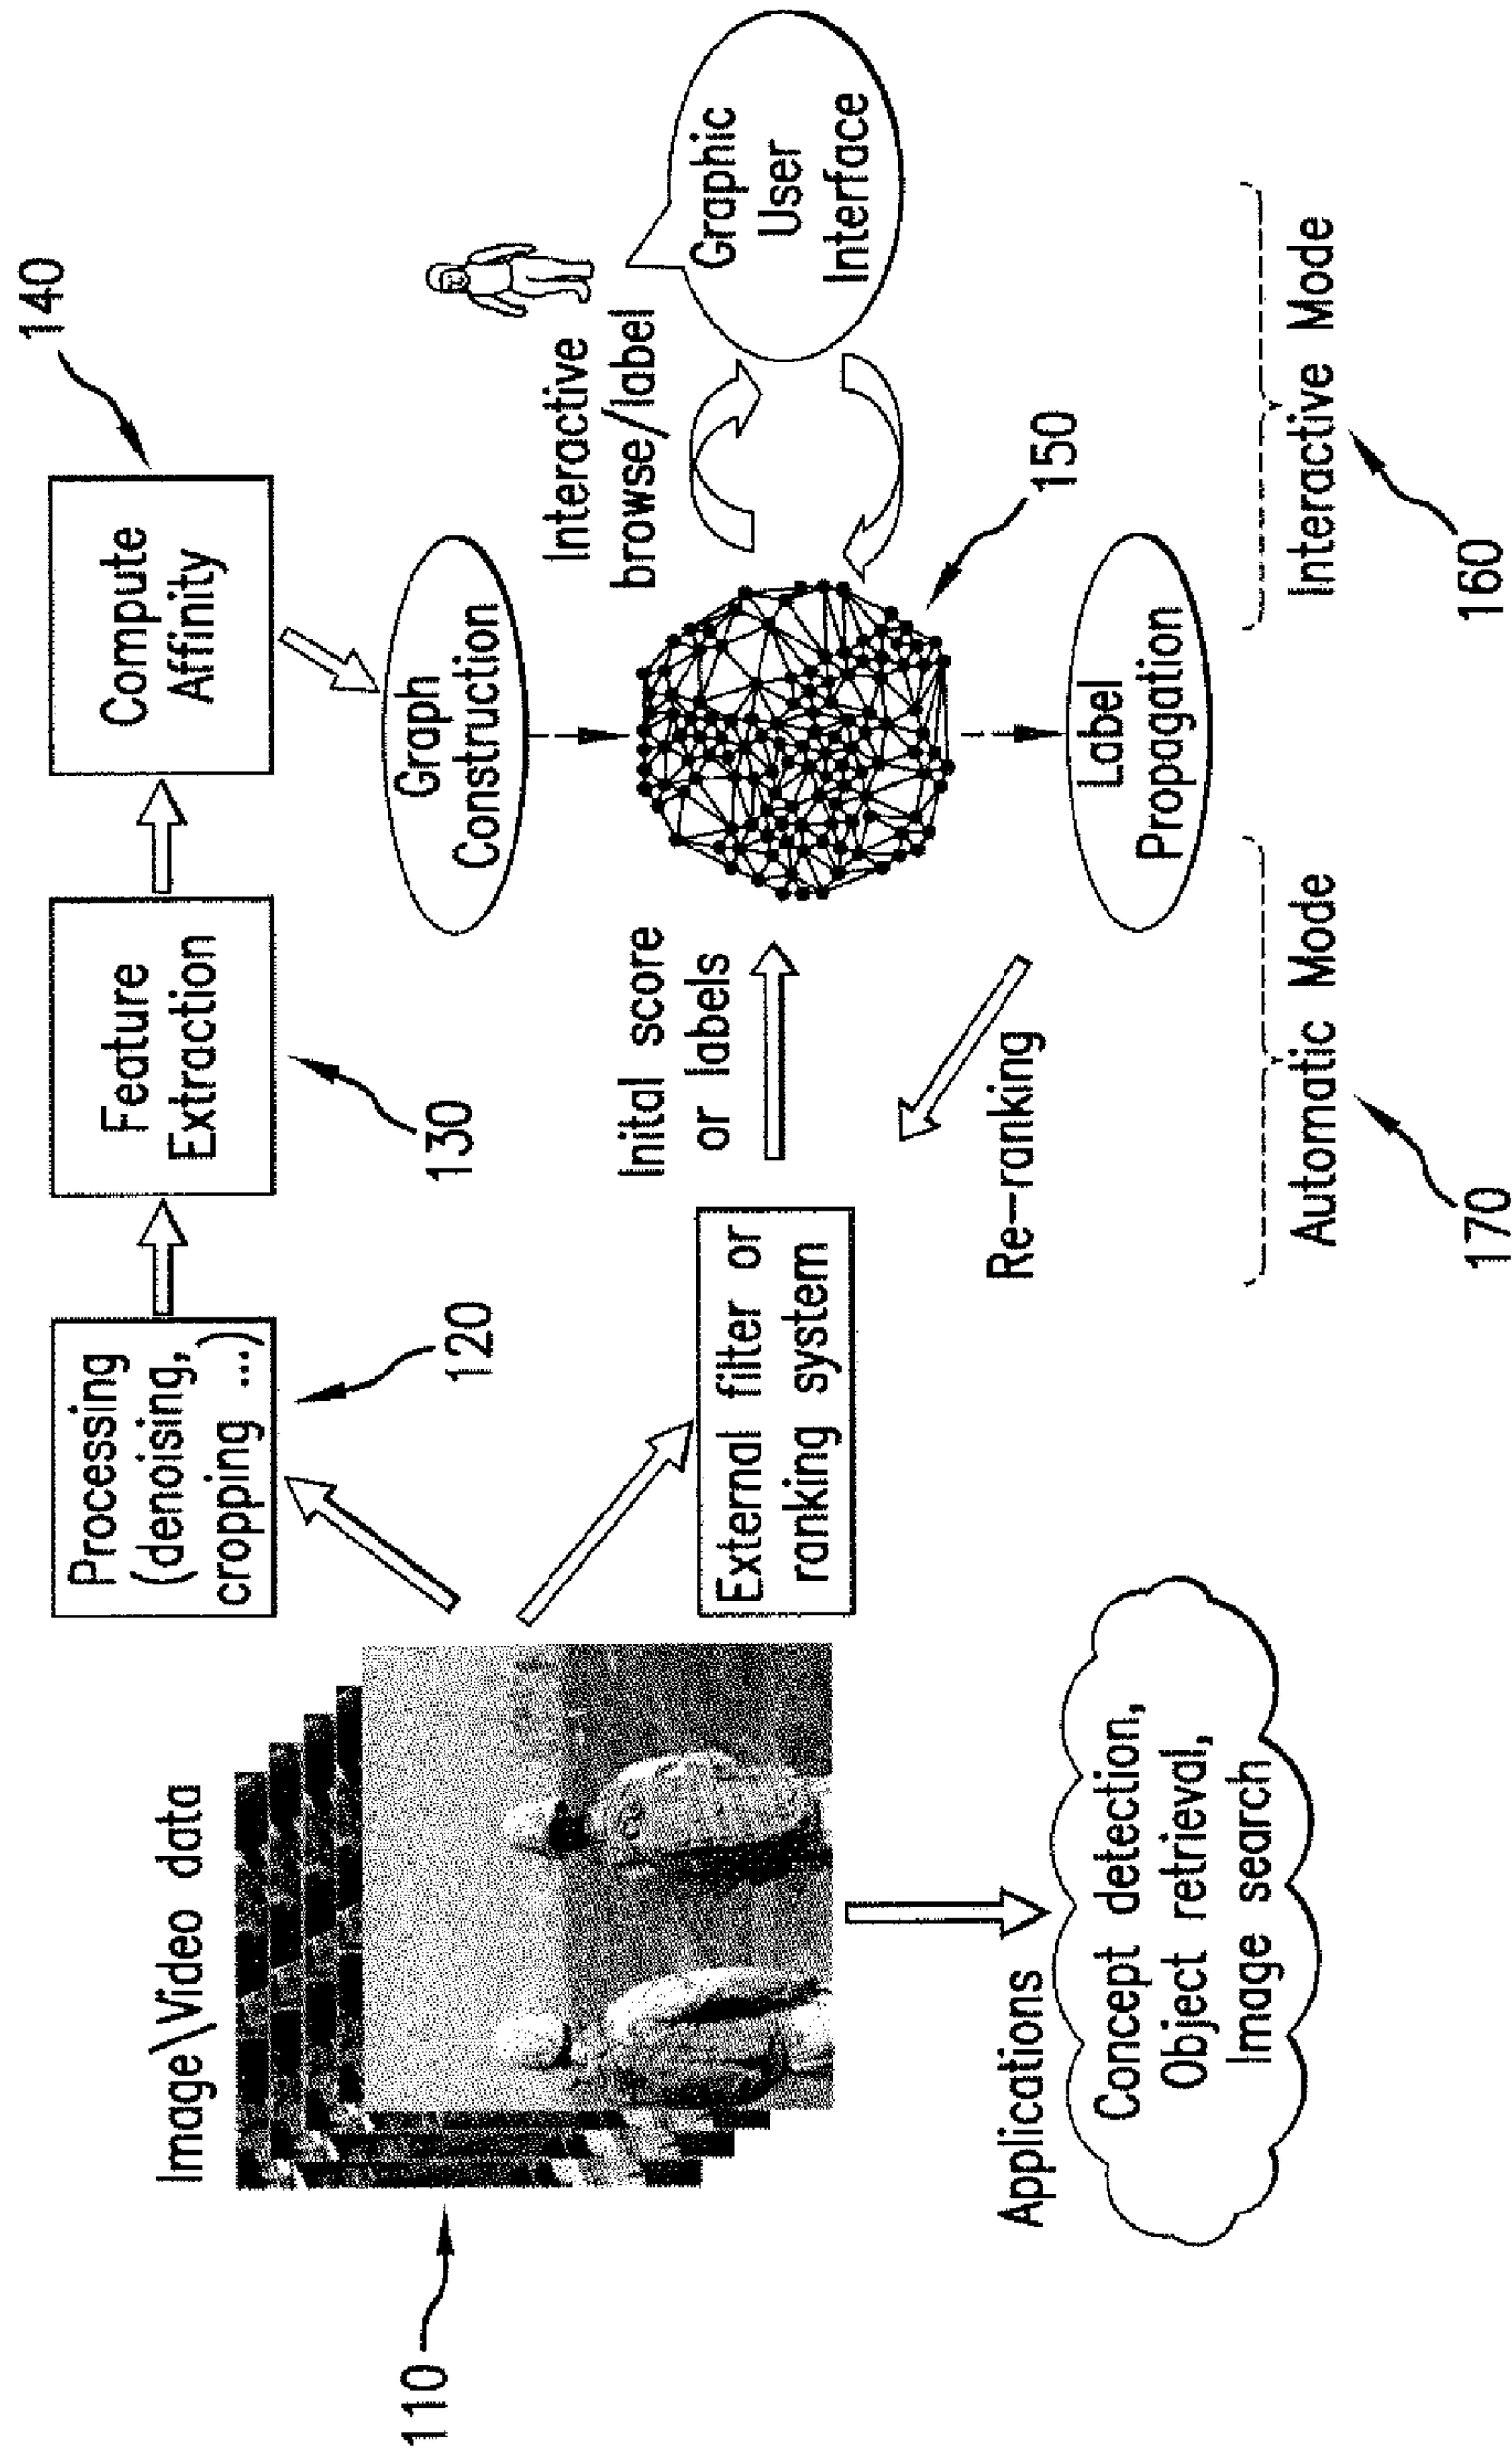 110
Image\Video data
Applications
Concept detection,
Object retrieval,
Image search
Processing
(denoising,
cropping ...)
120
External filter or
ranking system
Feature
Extraction
130
Inital score
or labels
Re--ranking
Automatic Mode
170
Compute
Affinity
140
Graph
Construction
150
Label
Propagation
Interactive
browse/label
Graphic
User
Interface
Interactive Mode
160